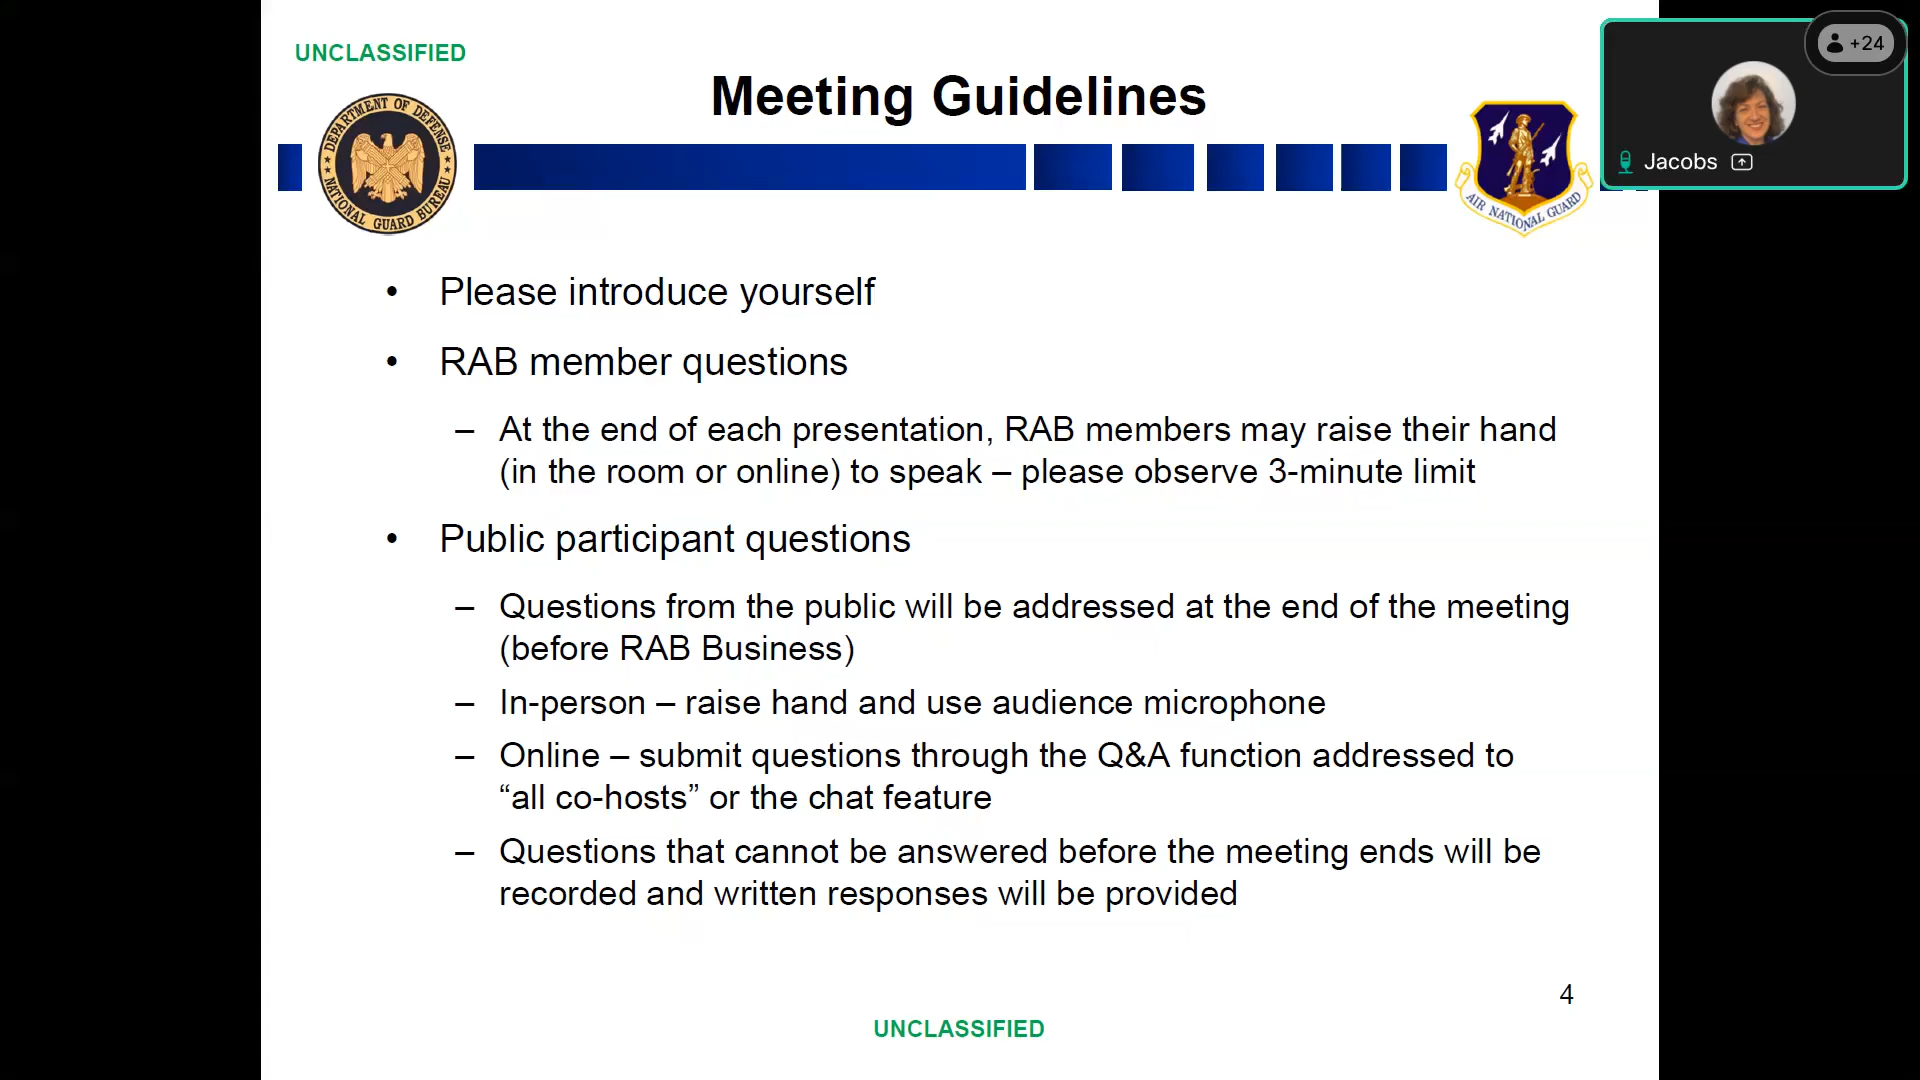 UNCLASSIFIED
Meeting Guidelines
DEPARTMENT OF DEFENSE
NATIONAL GUARD BUREAU
AIR NATIONAL GUARD
+24
Jacobs
• Please introduce yourself
• RAB member questions
– At the end of each presentation, RAB members may raise their hand
(in the room or online) to speak – please observe 3-minute limit
• Public participant questions
– Questions from the public will be addressed at the end of the meeting
(before RAB Business)
– In-person – raise hand and use audience microphone
– Online – submit questions through the Q&A function addressed to
“all co-hosts” or the chat feature
– Questions that cannot be answered before the meeting ends will be
recorded and written responses will be provided
4
UNCLASSIFIED